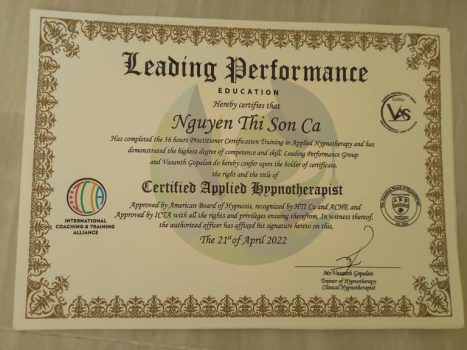 Leading Performance
EDUCATION
Hereby certifies that
Nguyen Thi Son Ca
Has completed the 36 hours Practitioner Certification Training in Applied Hypnotherapy and has
demonstrated the highest degree of competence and skill. Leading Performance Group
and Vasanth Gopalan do hereby confer upon the holder of certificate,
the right and the title of
Certified Applied Hypnotherapist
Approved by American Board of Hypnosis, recognized by HII Ca and ACHE and
Approved by ICTA with all the rights and privileges ensuing therefrom. In witness thereof,
the authorized officer has affixed his signature hereto on this,
The 21st of April 2022
INTERNATIONAL
COACHING & TRAINING
ALLIANCE
VAS
Mr.Vasanth Gopalan
Trainer of Hypnotherapy
Clinical Hypnotherapist